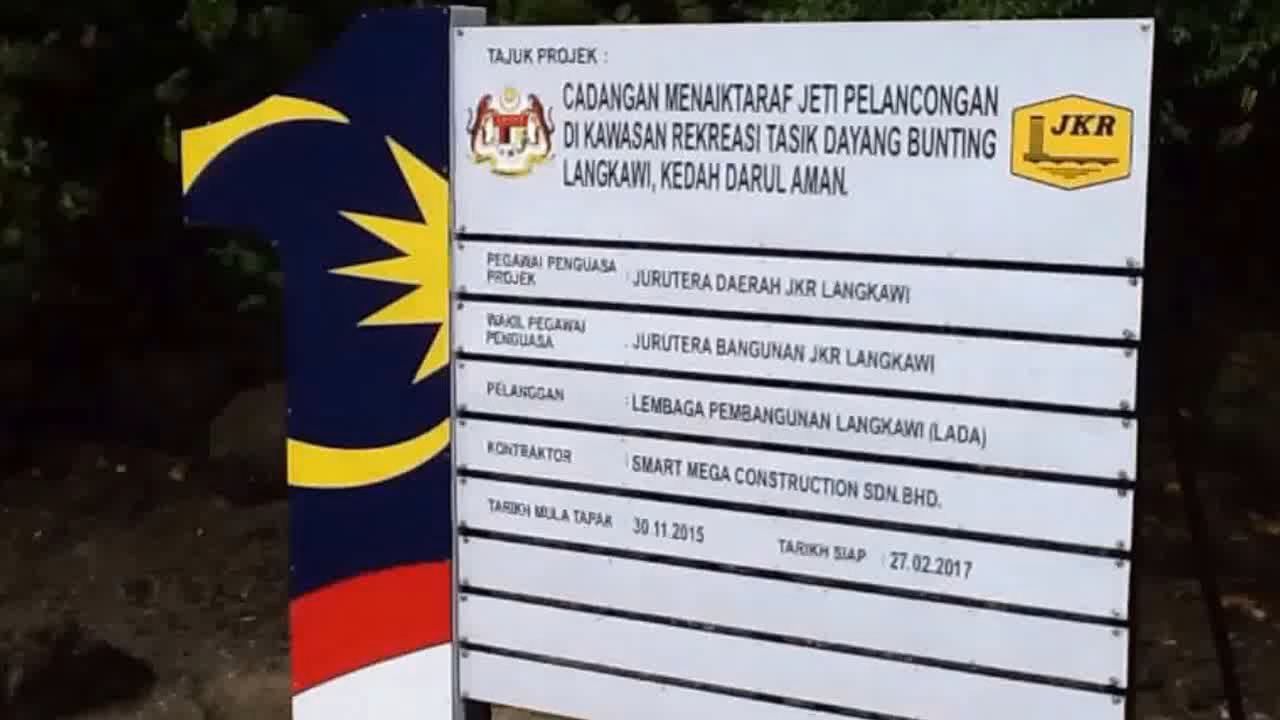 TAJUK PROJEK :
CADANGAN MENAIKTARAF JETI PELANCONGAN
DI KAWASAN REKREASI TASIK DAYANG BUNTING
LANGKAWI, KEDAH DARUL AMAN.
JKR
PEGAWAI PENGUASA PROJEK : JURUTERA DAERAH JKR LANGKAWI
WAKIL PEGAWAI PENGUASA : JURUTERA BANGUNAN JKR LANGKAWI
PELANGGAN : LEMBAGA PEMBANGUNAN LANGKAWI (LADA)
KONTRAKTOR : SMART MEGA CONSTRUCTION SDN.BHD.
TARIKH MULA TAPAK : 30.11.2015 TARIKH SIAP : 27.02.2017